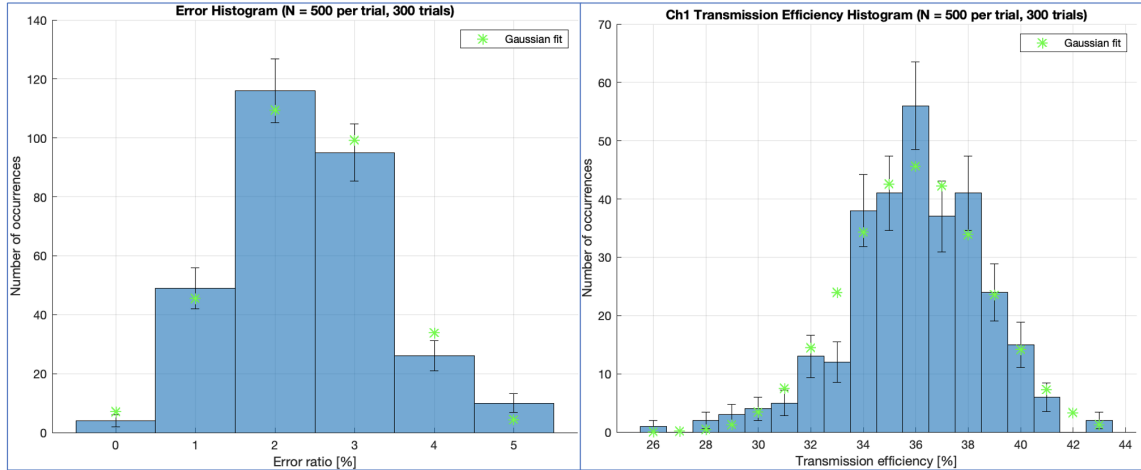 Error Histogram (N = 500 per trial, 300 trials)
Gaussian fit
Number of occurrences
140
120
100
80
60
40
20
0
0 1 2 3 4 5
Error ratio [%]
Ch1 Transmission Efficiency Histogram (N = 500 per trial, 300 trials)
Gaussian fit
Number of occurrences
70
60
50
40
30
20
10
0
26 28 30 32 34 36 38 40 42 44
Transmission efficiency [%]